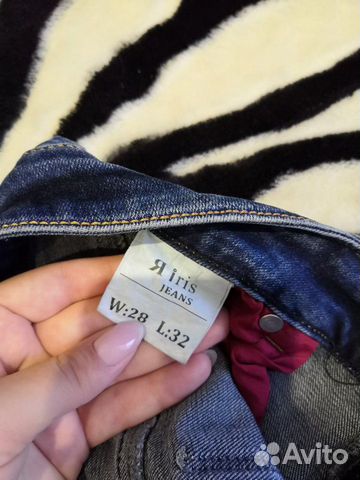 Я iris
JEANS
W:28 L:32
Avito